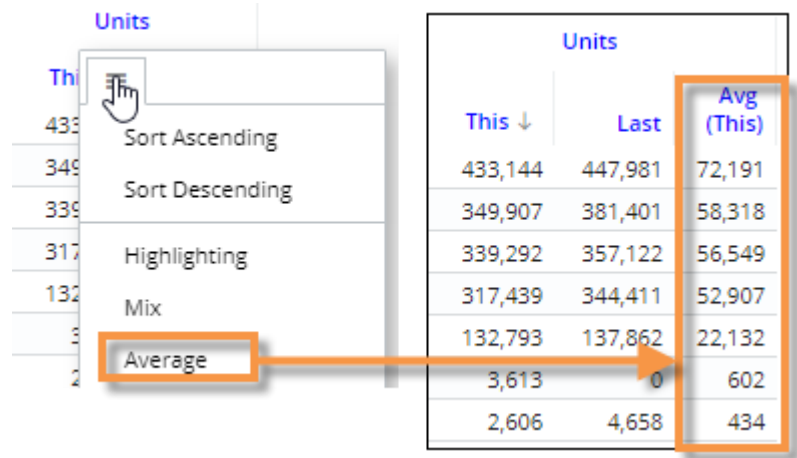 Units
Thi
433
349
339
317
132
3
2
Sort Ascending
Sort Descending
Highlighting
Mix
Average
Units
This ↓ Last Avg (This)
433,144 447,981 72,191
349,907 381,401 58,318
339,292 357,122 56,549
317,439 344,411 52,907
132,793 137,862 22,132
3,613 0 602
2,606 4,658 434